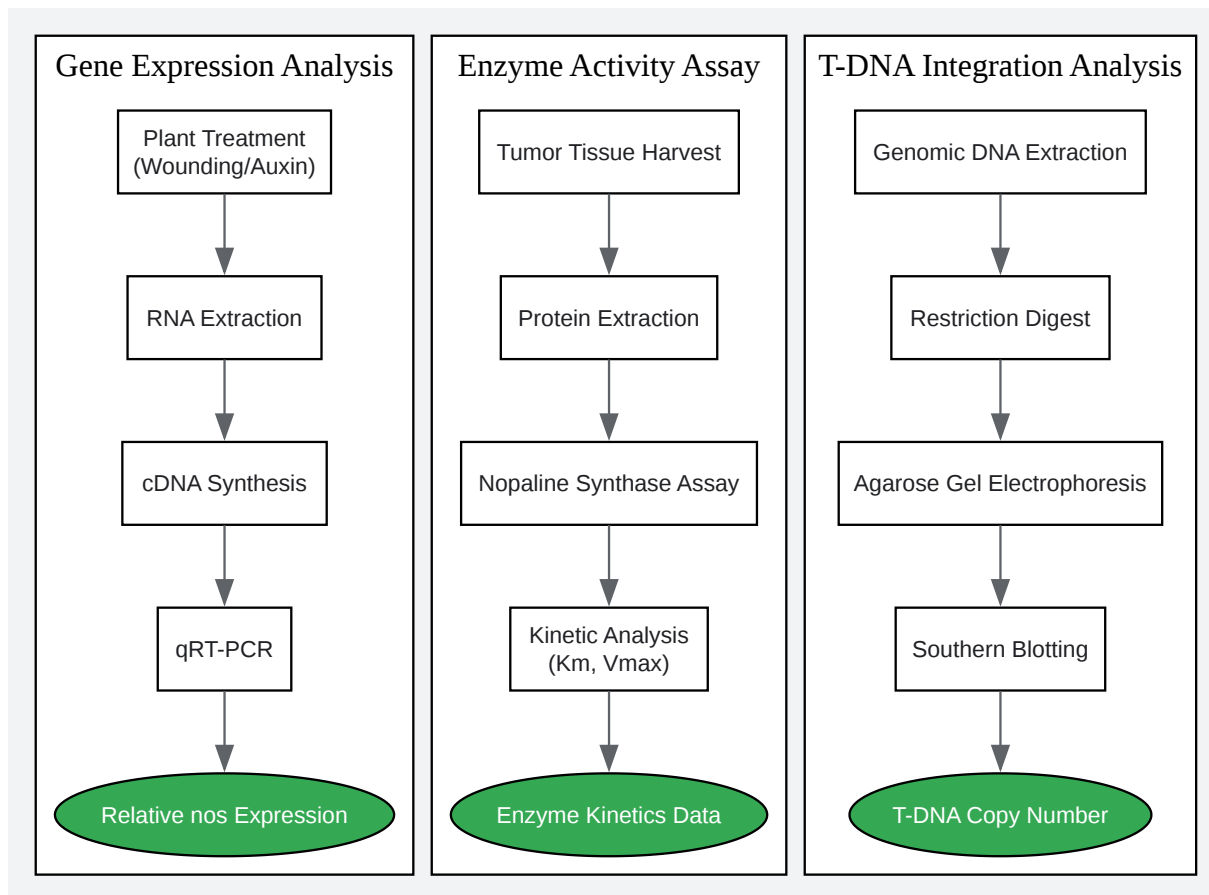 Gene Expression Analysis
Plant Treatment
(Wounding/Auxin)
RNA Extraction
cDNA Synthesis
qRT-PCR
Relative nos Expression
Enzyme Activity Assay
Tumor Tissue Harvest
Protein Extraction
Nopaline Synthase Assay
Kinetic Analysis
(Km, Vmax)
Enzyme Kinetics Data
T-DNA Integration Analysis
Genomic DNA Extraction
Restriction Digest
Agarose Gel Electrophoresis
Southern Blotting
T-DNA Copy Number